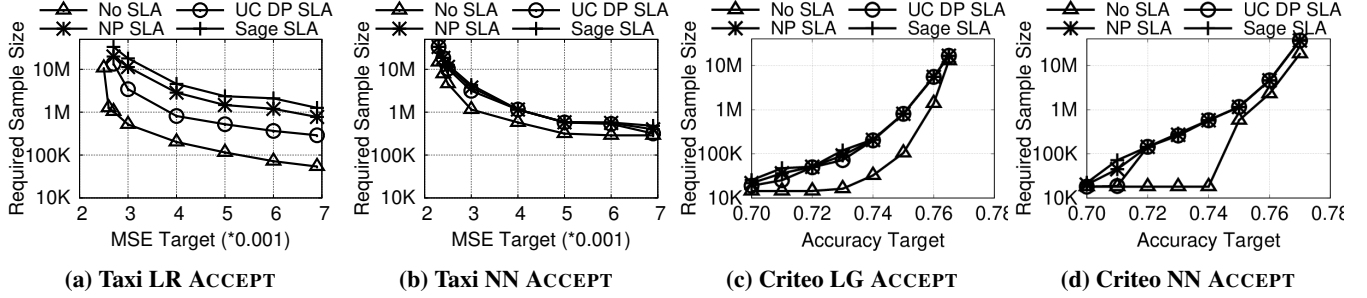 No SLA
UC DP SLA
NP SLA
Sage SLA
Required Sample Size
10M
1M
100K
10K
2
3
4
5
6
7
MSE Target (*0.001)
(a) Taxi LR ACCEPT
No SLA
UC DP SLA
NP SLA
Sage SLA
Required Sample Size
10M
1M
100K
10K
2
3
4
5
6
7
MSE Target (*0.001)
(b) Taxi NN ACCEPT
No SLA
UC DP SLA
NP SLA
Sage SLA
Required Sample Size
10M
1M
100K
10K
0.70
0.72
0.74
0.76
0.78
Accuracy Target
(c) Criteo LG ACCEPT
No SLA
UC DP SLA
NP SLA
Sage SLA
Required Sample Size
10M
1M
100K
10K
0.70
0.72
0.74
0.76
0.78
Accuracy Target
(d) Criteo NN ACCEPT